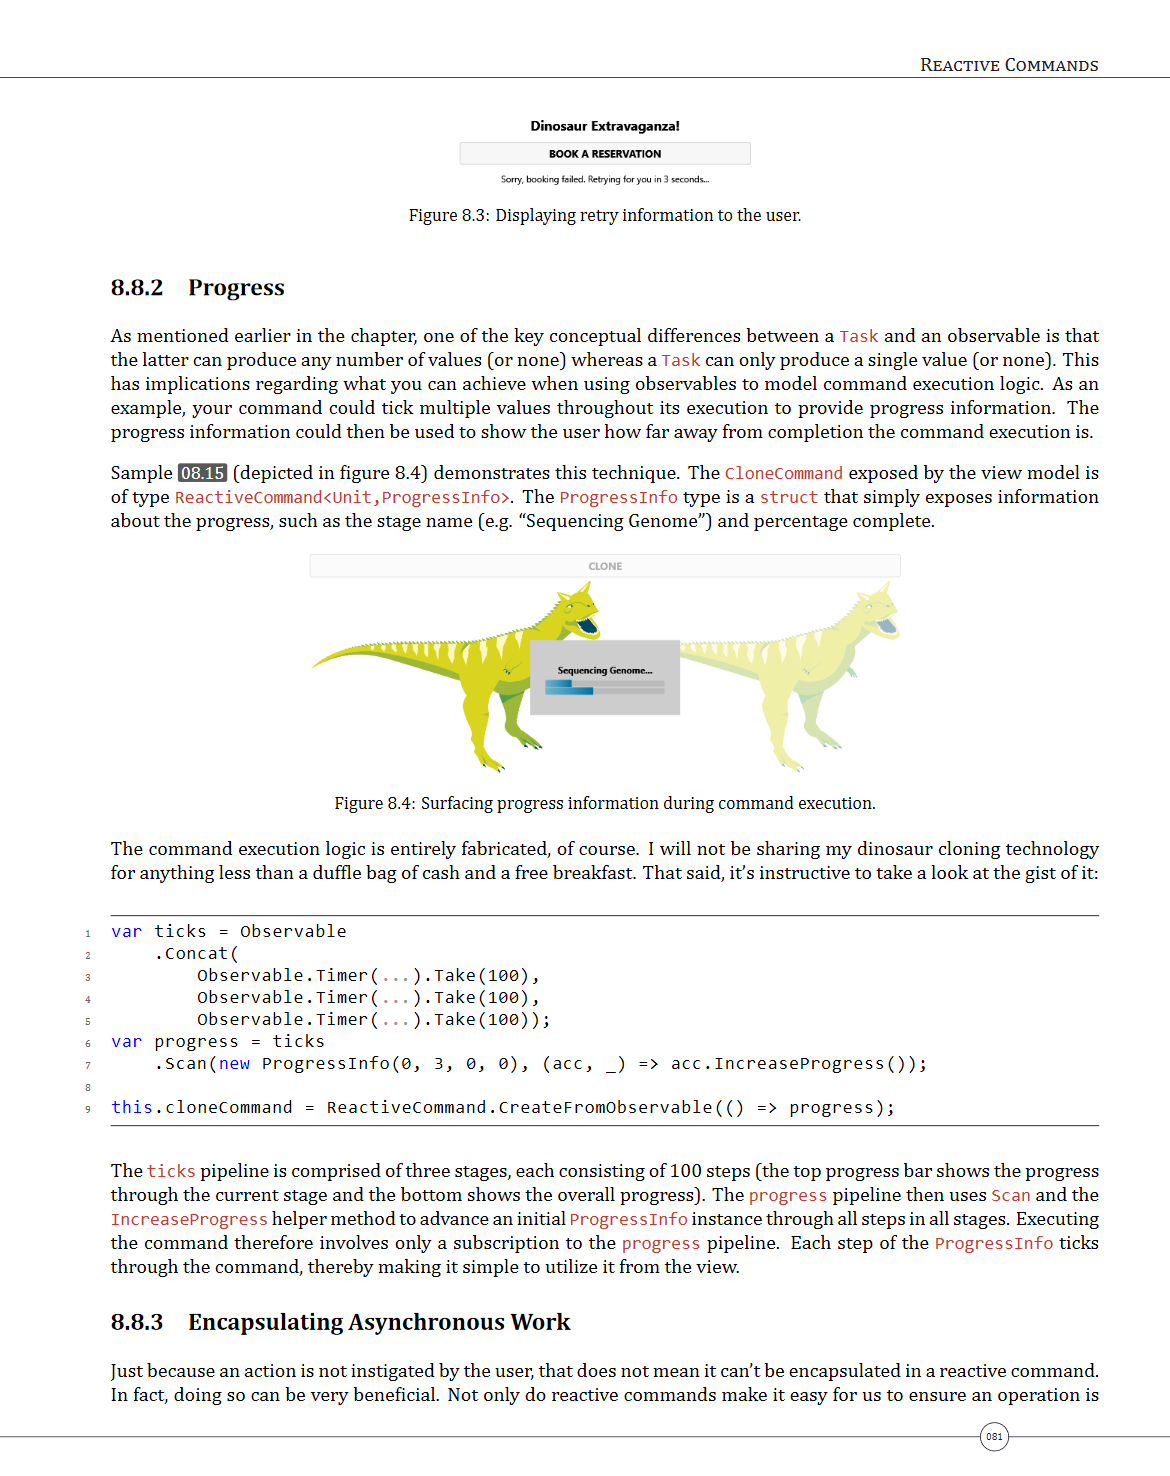 REACTIVE COMMANDS
Dinosaur Extravaganza!
BOOK A RESERVATION
Sorry, booking failed. Retrying for you in 3 seconds...
Figure 8.3: Displaying retry information to the user.
8.8.2 Progress
As mentioned earlier in the chapter, one of the key conceptual differences between a Task and an observable is that
the latter can produce any number of values (or none) whereas a Task can only produce a single value (or none). This
has implications regarding what you can achieve when using observables to model command execution logic. As an
example, your command could tick multiple values throughout its execution to provide progress information. The
progress information could then be used to show the user how far away from completion the command execution is.
Sample 08.15 (depicted in figure 8.4) demonstrates this technique. The CloneCommand exposed by the view model is
of type ReactiveCommand<Unit,ProgressInfo>. The ProgressInfo type is a struct that simply exposes information
about the progress, such as the stage name (e.g. “Sequencing Genome”) and percentage complete.
CLONE
Sequencing Genome...
Figure 8.4: Surfacing progress information during command execution.
The command execution logic is entirely fabricated, of course. I will not be sharing my dinosaur cloning technology
for anything less than a duffle bag of cash and a free breakfast. That said, it’s instructive to take a look at the gist of it:
1 var ticks = Observable
2 .Concat(
3 Observable.Timer(...).Take(100),
4 Observable.Timer(...).Take(100),
5 Observable.Timer(...).Take(100));
6 var progress = ticks
7 .Scan(new ProgressInfo(0, 3, 0, 0), (acc, _) => acc.IncreaseProgress());
8
9 this.cloneCommand = ReactiveCommand.CreateFromObservable(() => progress);
The ticks pipeline is comprised of three stages, each consisting of 100 steps (the top progress bar shows the progress
through the current stage and the bottom shows the overall progress). The progress pipeline then uses Scan and the
IncreaseProgress helper method to advance an initial ProgressInfo instance through all steps in all stages. Executing
the command therefore involves only a subscription to the progress pipeline. Each step of the ProgressInfo ticks
through the command, thereby making it simple to utilize it from the view.
8.8.3 Encapsulating Asynchronous Work
Just because an action is not instigated by the user, that does not mean it can’t be encapsulated in a reactive command.
In fact, doing so can be very beneficial. Not only do reactive commands make it easy for us to ensure an operation is
081